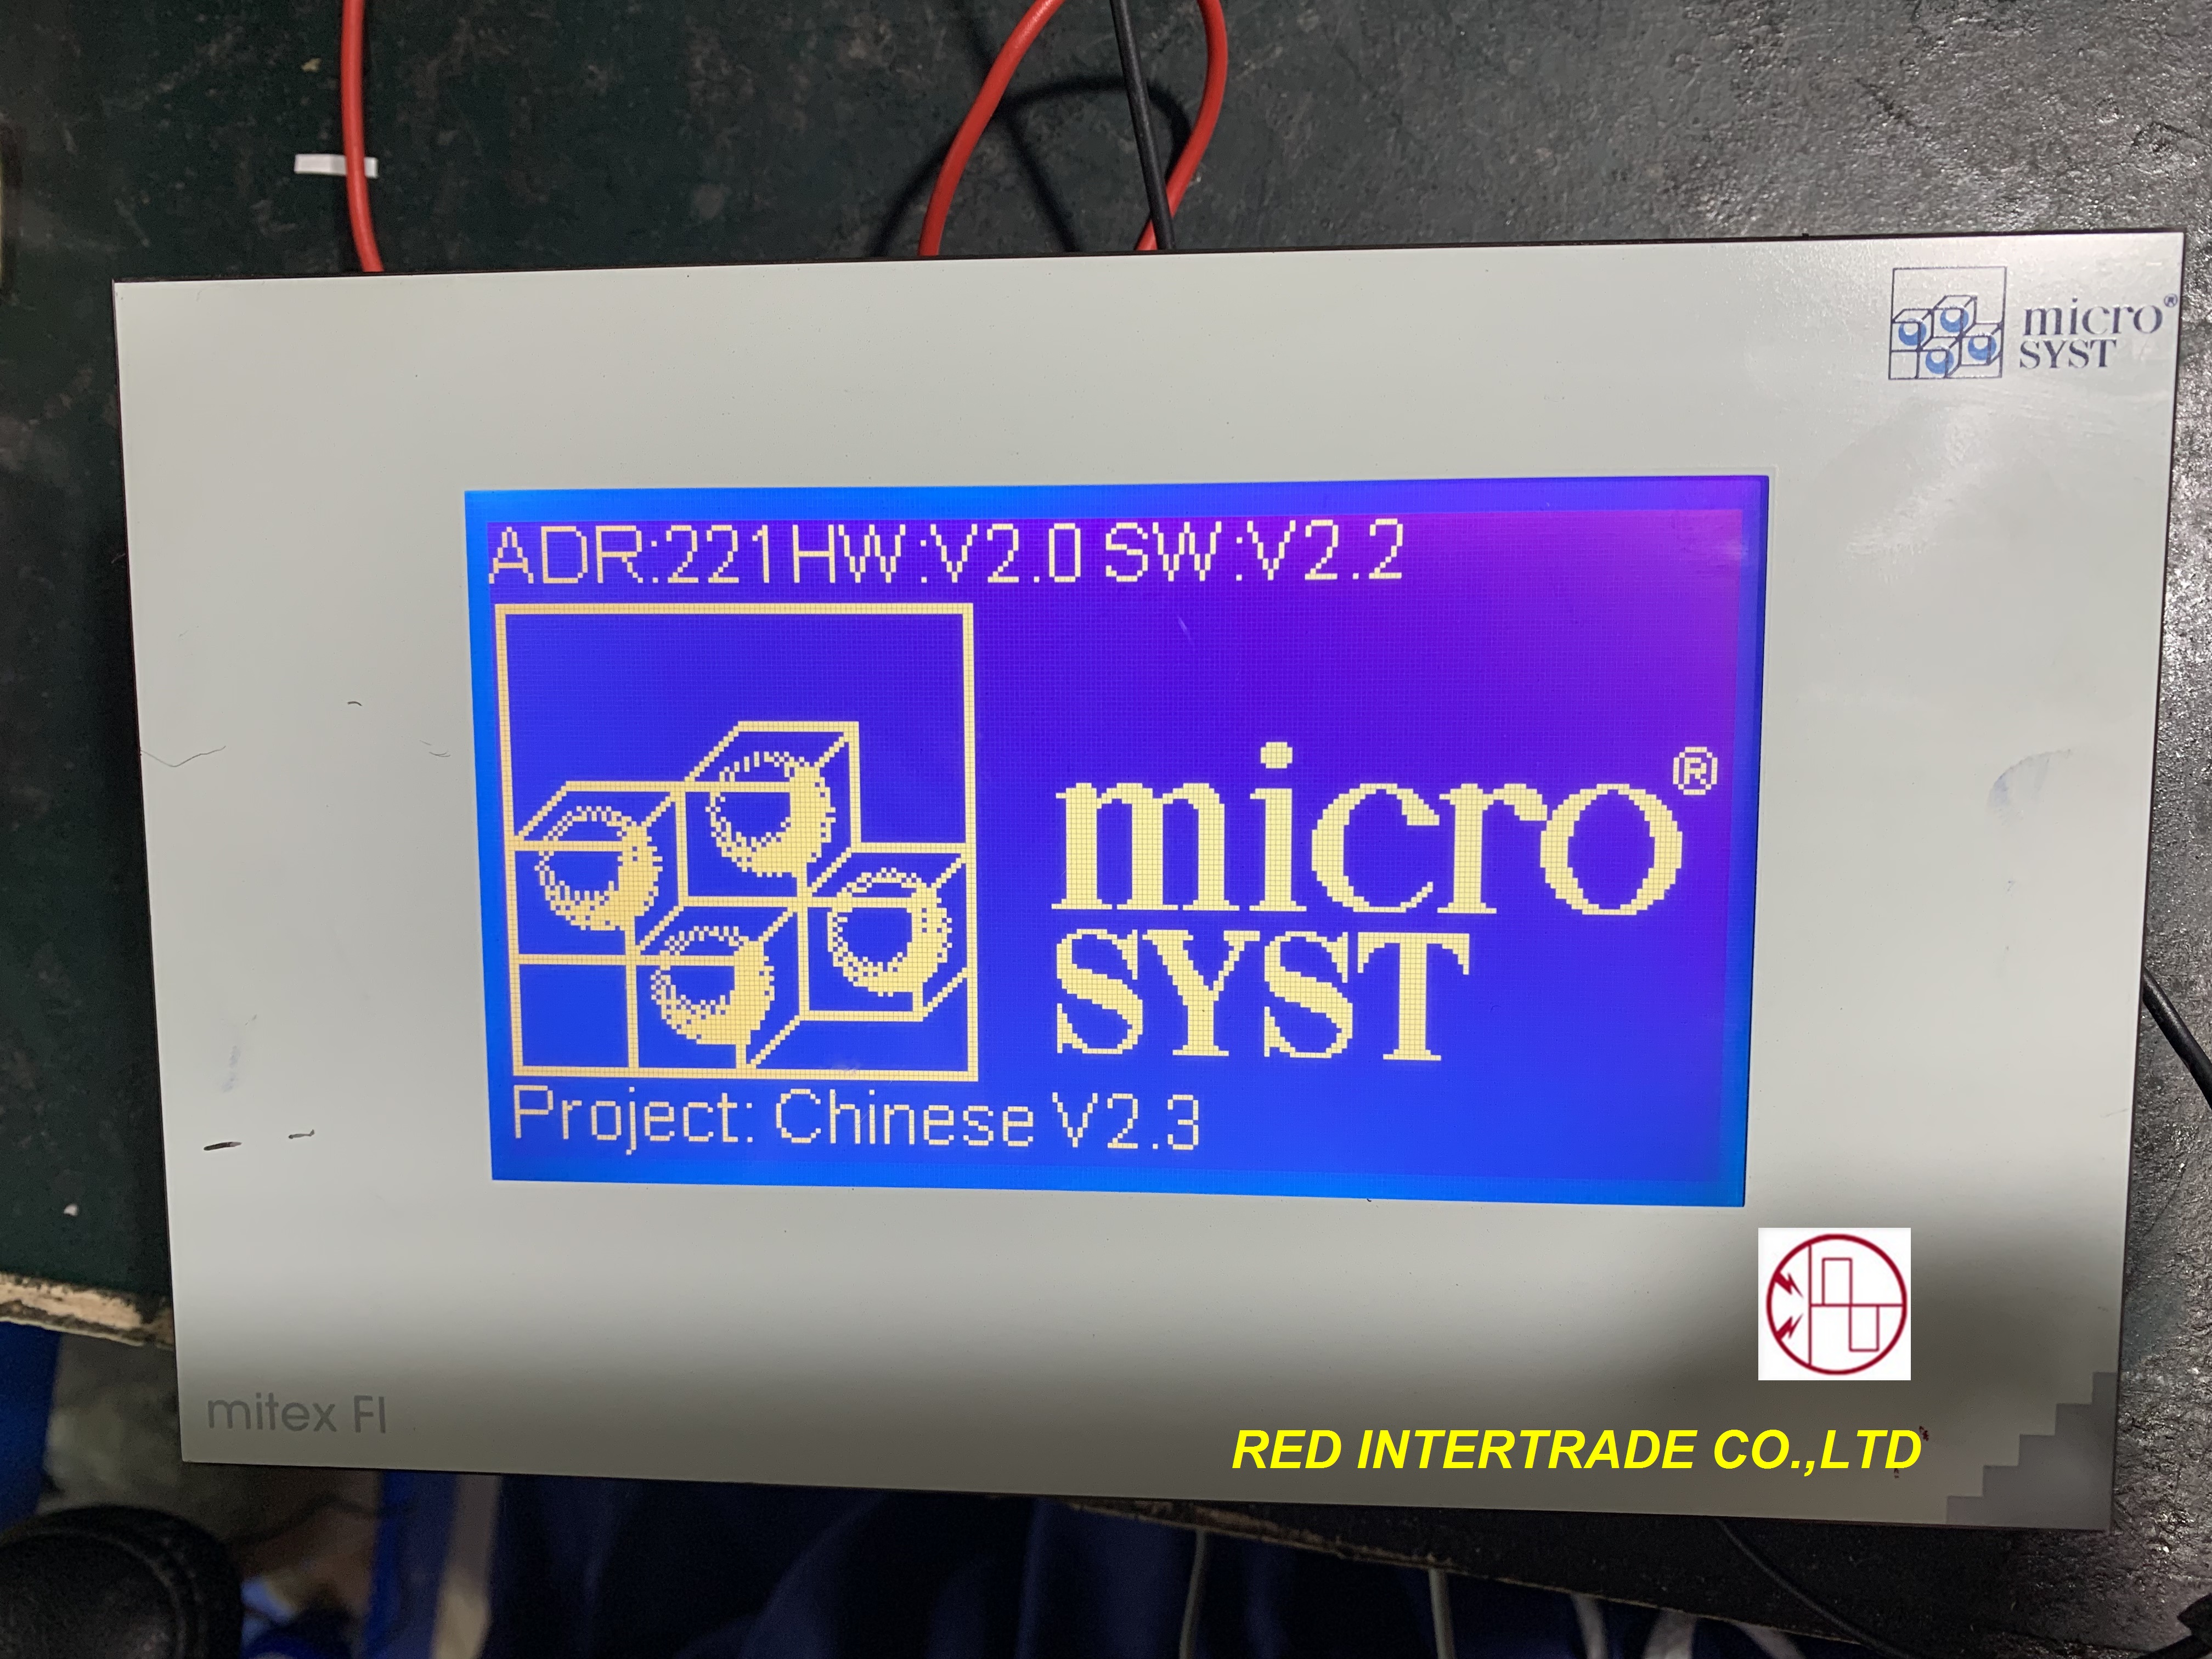 micro®
SYST
ADR:221 HW:V2.0 SW:V2.2
micro®
SYST
Project: Chinese V2.3
mitex FI
RED INTERTRADE CO.,LTD